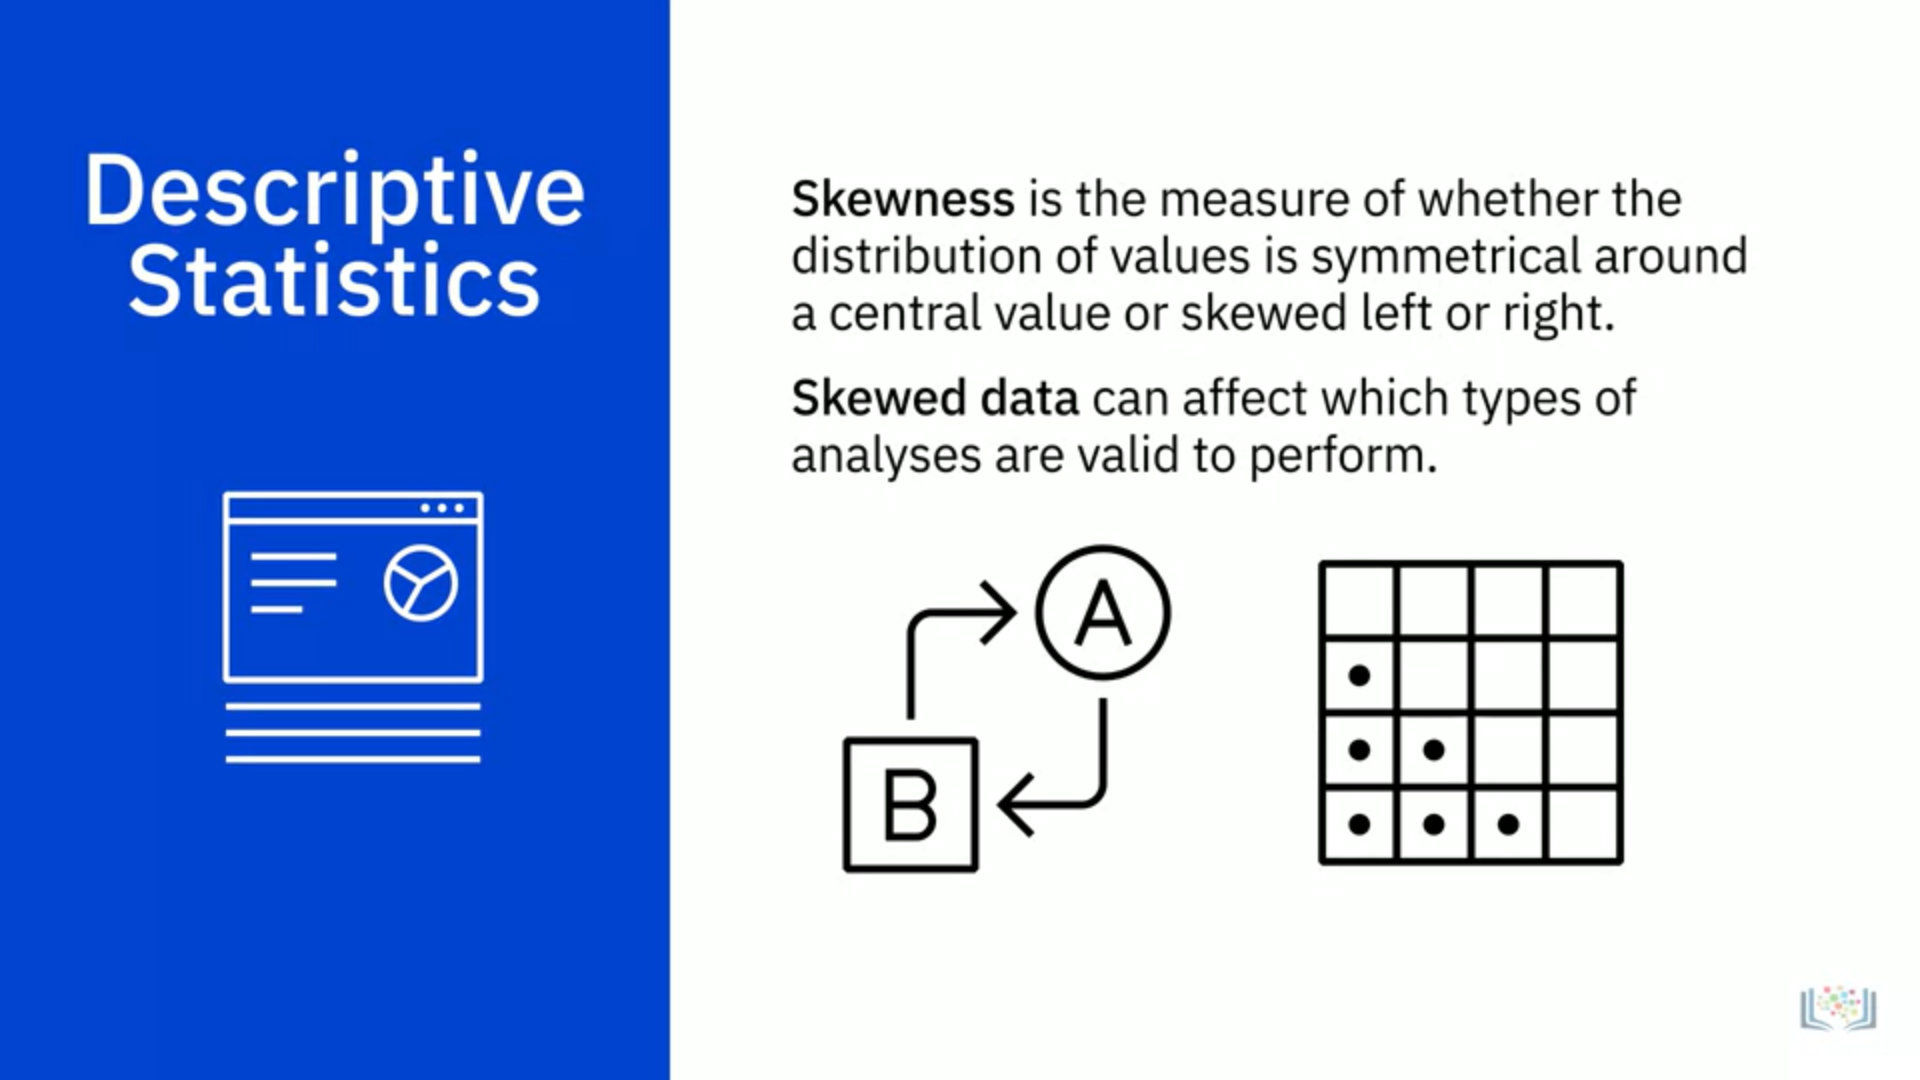 Descriptive
Statistics
Skewness is the measure of whether the
distribution of values is symmetrical around
a central value or skewed left or right.
Skewed data can affect which types of
analyses are valid to perform.
A
B